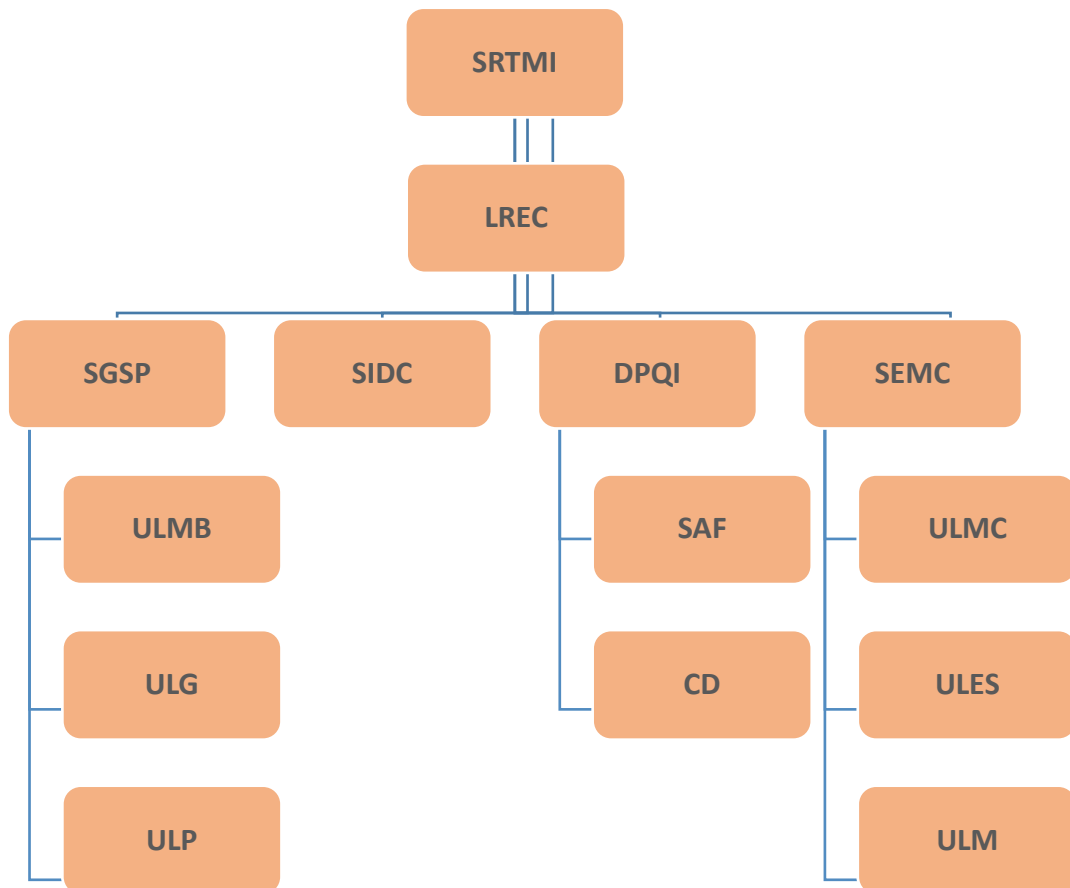 SRTMI
LREC
SGSP
SIDC
DPQI
SEMC
ULMB
SAF
ULMC
ULG
CD
ULES
ULP
ULM